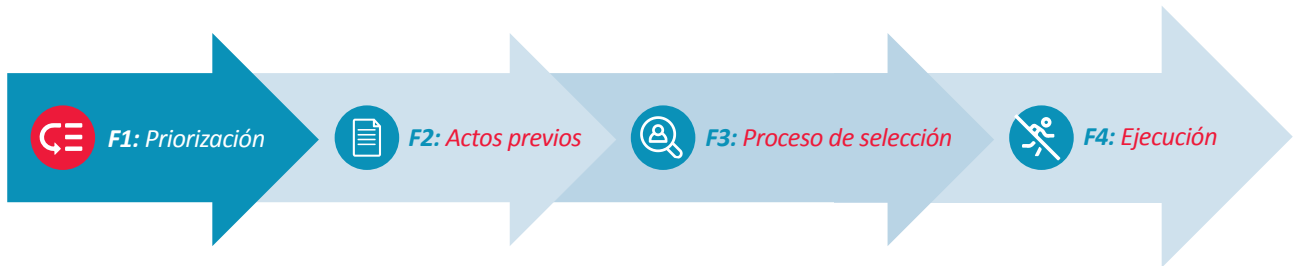 F1: Priorización
F2: Actos previos
F3: Proceso de selección
F4: Ejecución